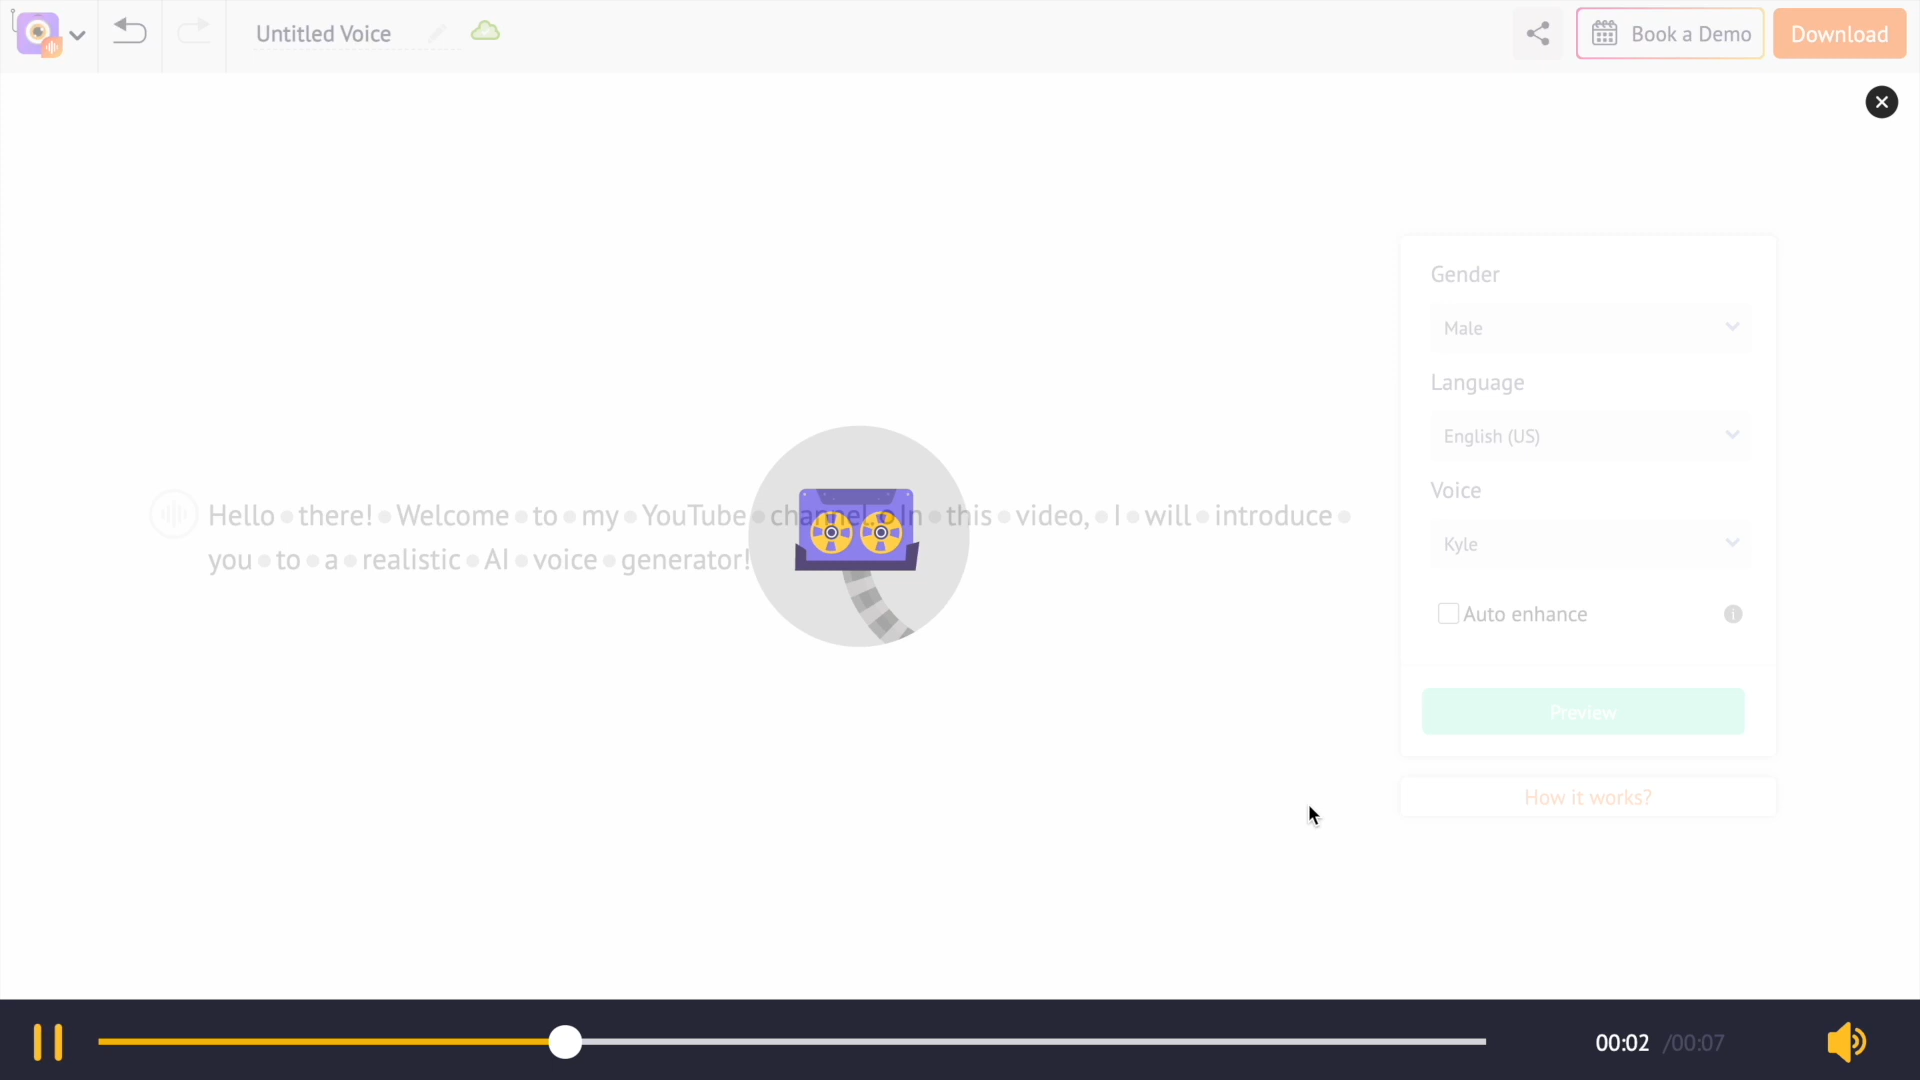 Untitled Voice
Book a Demo
Download
Gender
Male
Language
English (US)
Voice
Kyle
Auto enhance
Preview
How it works?
Hello there! Welcome to my YouTube In this video, I will introduce
you to a realistic AI voice generator!
00:02 /00:07